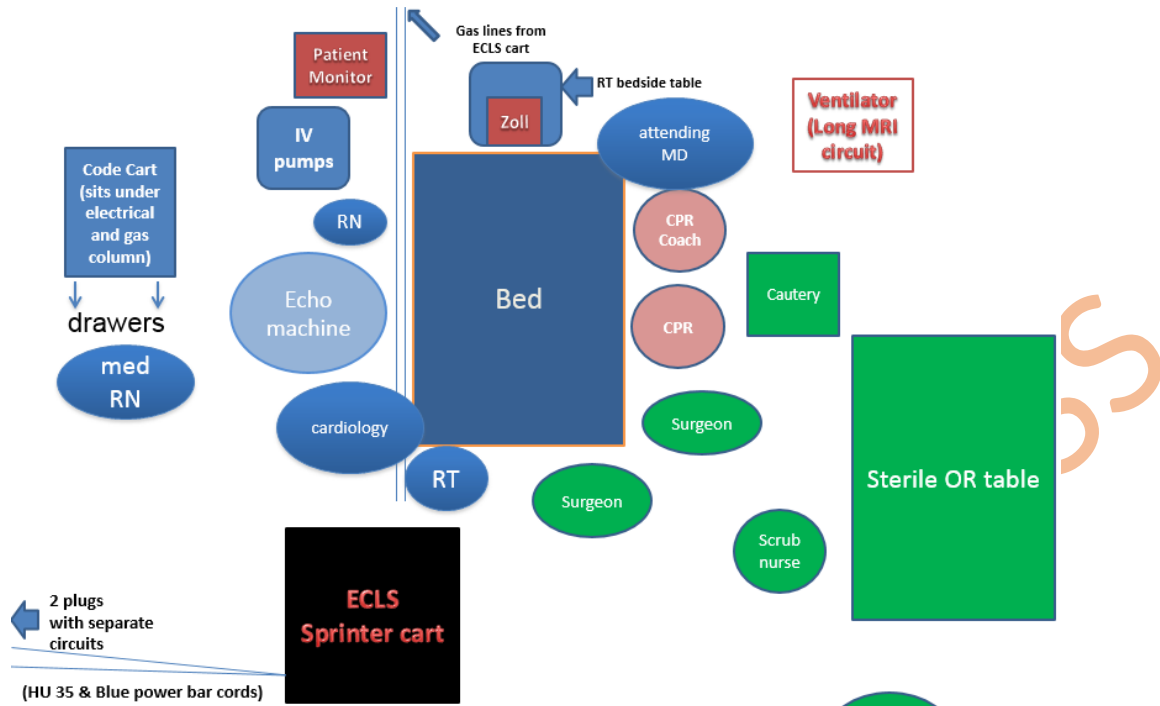 Gas lines from
ECLS cart
Patient
Monitor
RT bedside table
Zoll
attending
MD
Ventilator
(Long MRI
circuit)
IV
pumps
Code Cart
(sits under
electrical
and gas
column)
RN
CPR
Coach
Bed
Echo
machine
Cautery
drawers
CPR
med
RN
cardiology
Surgeon
RT
Sterile OR table
Surgeon
Scrub
nurse
ECLS
Sprinter cart
2 plugs
with separate
circuits
(HU 35 & Blue power bar cords)